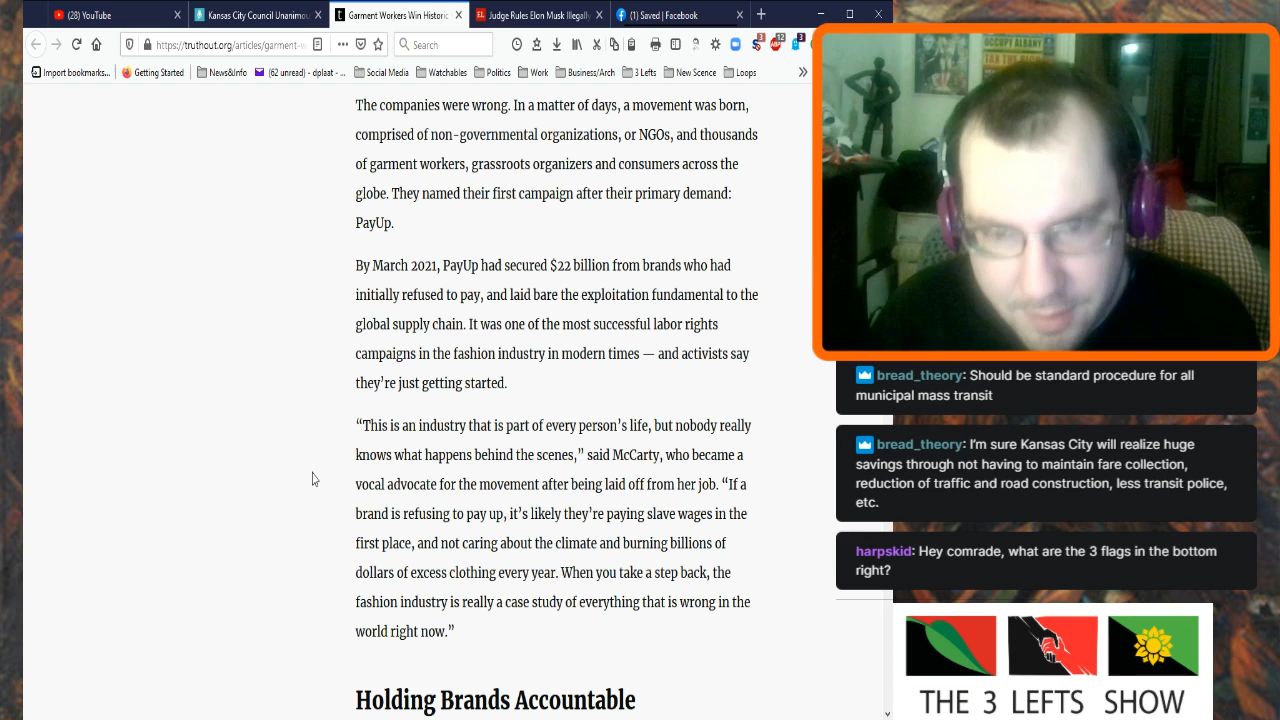 (28) YouTube
Kansas City Council Unanimou
Garment Workers Win Historic
Judge Rules Elon Musk Illegally
(1) Saved | Facebook
https://truthout.org/articles/garment-w
Search
Import bookmarks...
Getting Started
News&Info
(62 unread) - dplaat - ...
Social Media
Watchables
Politics
Work
Business/Arch
3 Lefts
New Scence
Loops
The companies were wrong. In a matter of days, a movement was born,
comprised of non-governmental organizations, or NGOs, and thousands
of garment workers, grassroots organizers and consumers across the
globe. They named their first campaign after their primary demand:
PayUp.
By March 2021, PayUp had secured $22 billion from brands who had
initially refused to pay, and laid bare the exploitation fundamental to the
global supply chain. It was one of the most successful labor rights
campaigns in the fashion industry in modern times — and activists say
they’re just getting started.
“This is an industry that is part of every person’s life, but nobody really
knows what happens behind the scenes,” said McCarty, who became a
vocal advocate for the movement after being laid off from her job. “If a
brand is refusing to pay up, it’s likely they’re paying slave wages in the
first place, and not caring about the climate and burning billions of
dollars of excess clothing every year. When you take a step back, the
fashion industry is really a case study of everything that is wrong in the
world right now.”
Holding Brands Accountable
OCCUPY ALBANY
TAX THE
bread_theory: Should be standard procedure for all
municipal mass transit
bread_theory: I’m sure Kansas City will realize huge
savings through not having to maintain fare collection,
reduction of traffic and road construction, less transit police,
etc.
harpskid: Hey comrade, what are the 3 flags in the bottom
right?
THE 3 LEFTS SHOW